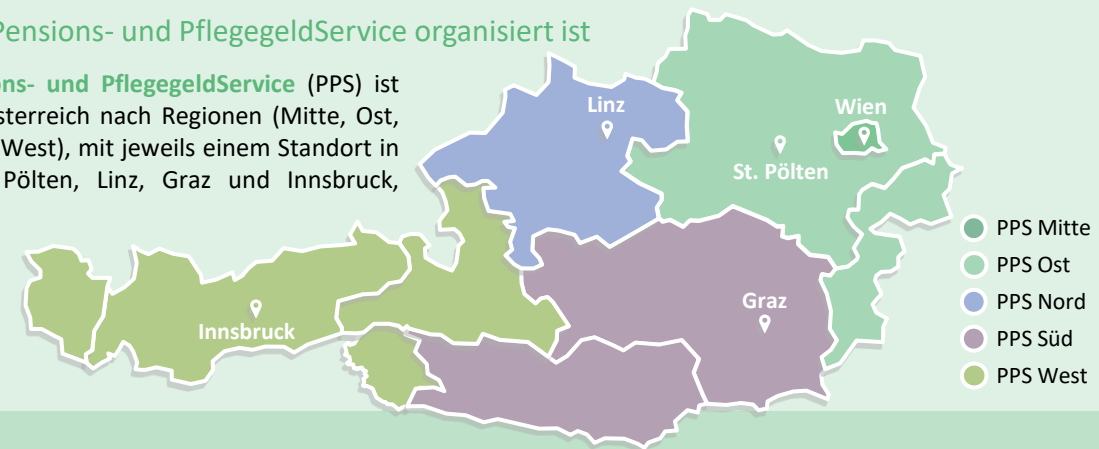 Pensions- und PflegegeldService organisiert ist
ns- und PflegegeldService (PPS) ist
sterreich nach Regionen (Mitte, Ost,
West), mit jeweils einem Standort in
Pölten, Linz, Graz und Innsbruck,
Linz
Wien
St. Pölten
Graz
Innsbruck
PPS Mitte
PPS Ost
PPS Nord
PPS Süd
PPS West